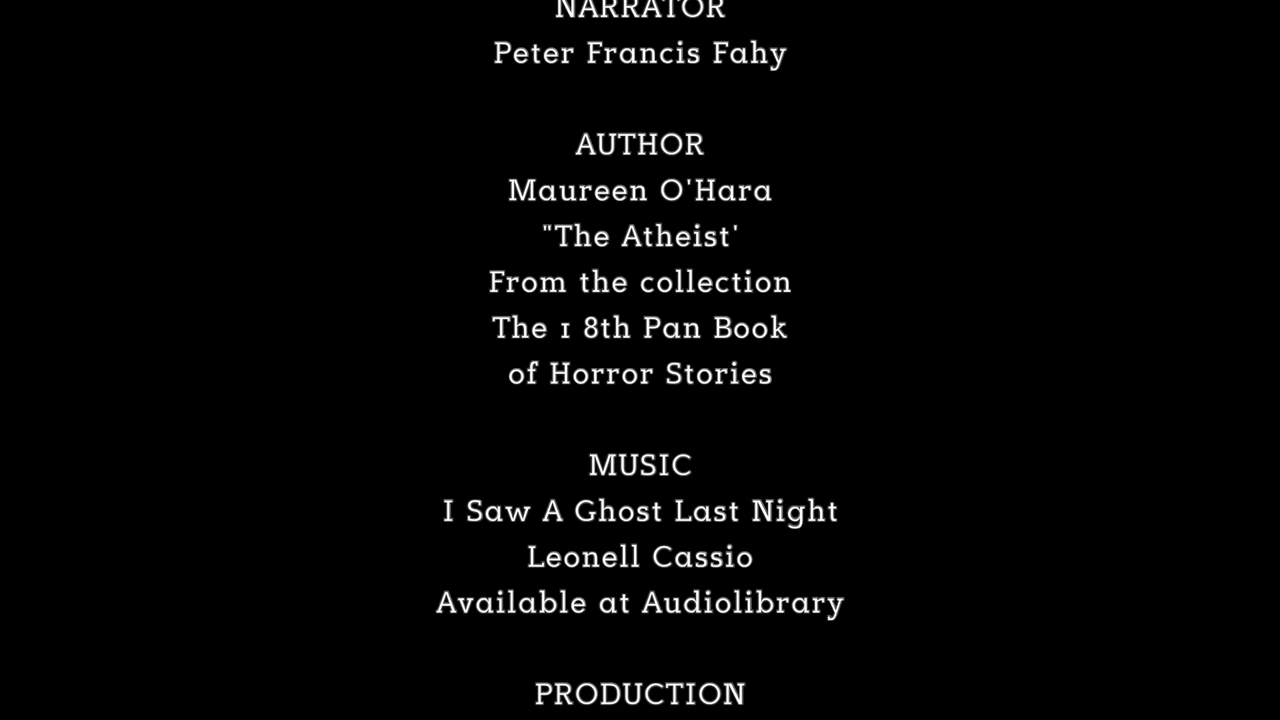 NARRATOR
Peter Francis Fahy
AUTHOR
Maureen O'Hara
"The Atheist'
From the collection
The 1 8th Pan Book
of Horror Stories
MUSIC
I Saw A Ghost Last Night
Leonell Cassio
Available at Audiolibrary
PRODUCTION